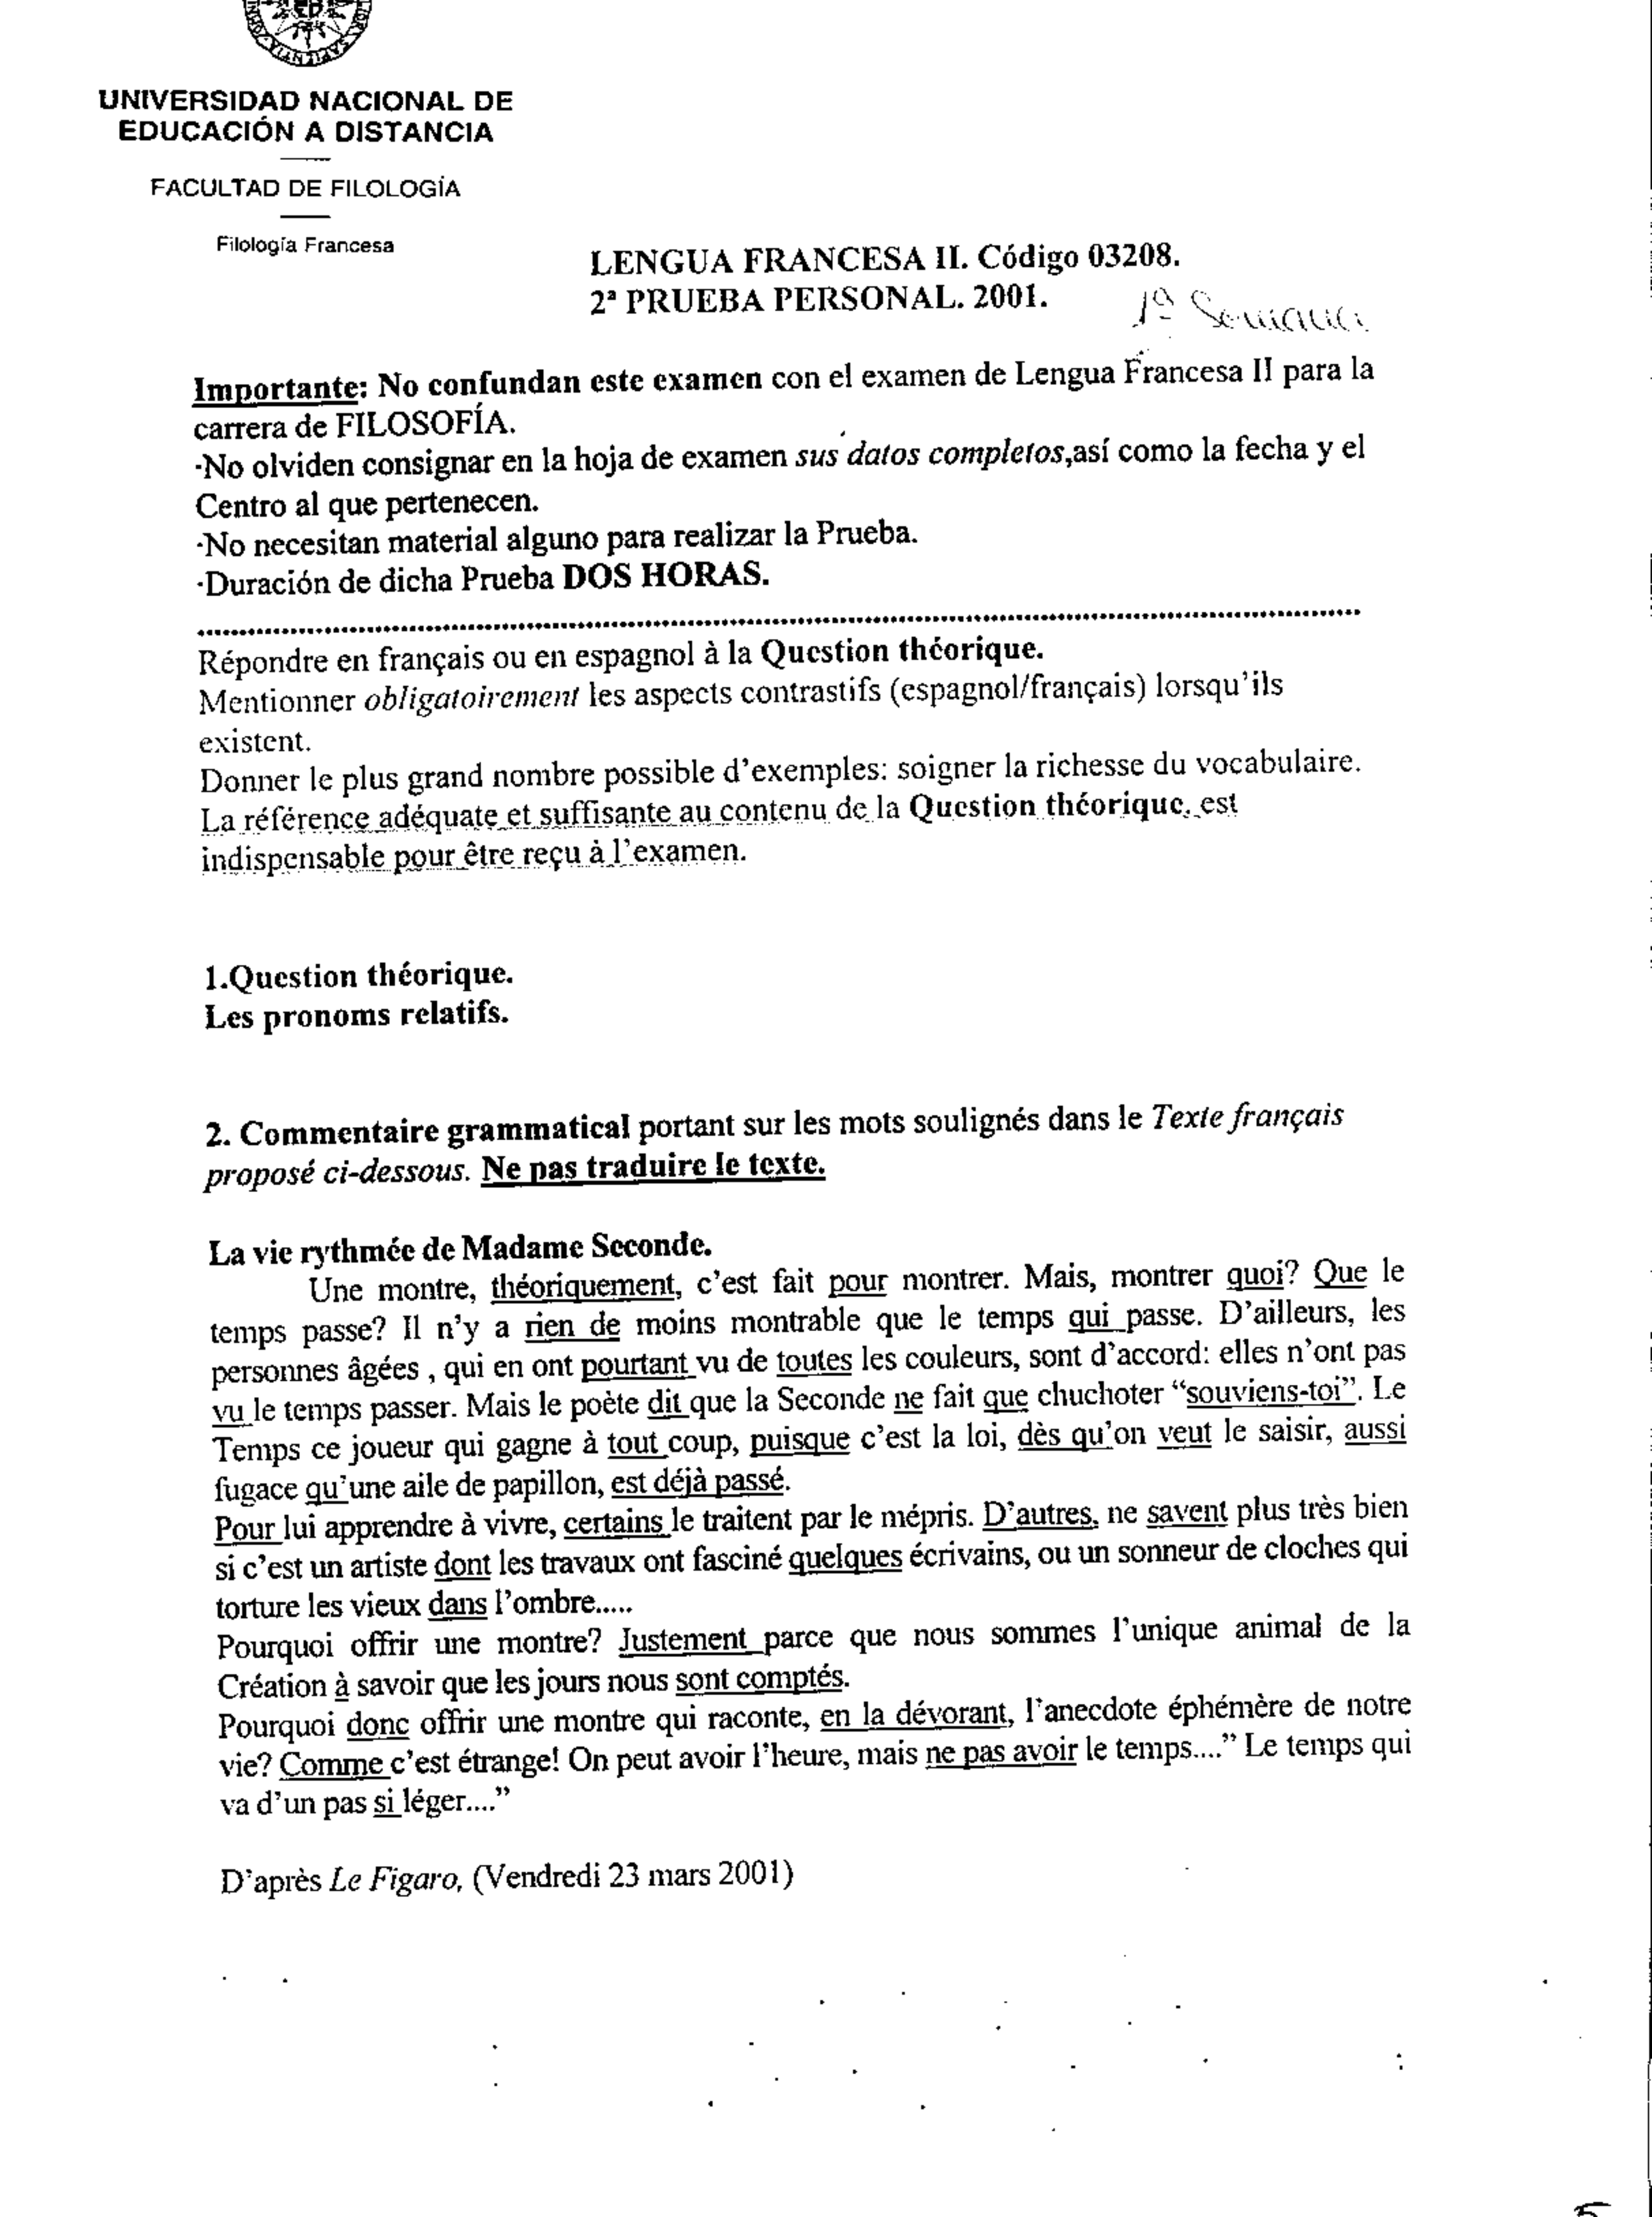 UNIVERSIDAD NACIONAL DE
EDUCACIÓN A DISTANCIA
FACULTAD DE FILOLOGÍA
Filología Francesa
LENGUA FRANCESA II. Código 03208.
2ª PRUEBA PERSONAL. 2001.
1ª Semana
Importante: No confundan este examen con el examen de Lengua Francesa II para la
carrera de FILOSOFÍA.
·No olviden consignar en la hoja de examen sus datos completos,así como la fecha y el
Centro al que pertenecen.
·No necesitan material alguno para realizar la Prueba.
·Duración de dicha Prueba DOS HORAS.
Répondre en français ou en espagnol à la Question théorique.
Mentionner obligatoirement les aspects contrastifs (espagnol/français) lorsqu'ils
existent.
Donner le plus grand nombre possible d'exemples: soigner la richesse du vocabulaire.
La référence adéquate et suffisante au contenu de la Question théorique, est
indispensable pour être reçu à l'examen.
1.Question théorique.
Les pronoms relatifs.
2. Commentaire grammatical portant sur les mots soulignés dans le Texte français
proposé ci-dessous. Ne pas traduire le texte.
La vie rythmée de Madame Seconde.
Une montre, théoriquement, c'est fait pour montrer. Mais, montrer quoi? Que le
temps passe? Il n'y a rien de moins montrable que le temps qui passe. D'ailleurs, les
personnes âgées , qui en ont pourtant vu de toutes les couleurs, sont d'accord: elles n'ont pas
vu le temps passer. Mais le poète dit que la Seconde ne fait que chuchoter "souviens-toi". Le
Temps ce joueur qui gagne à tout coup, puisque c'est la loi, dès qu'on veut le saisir, aussi
fugace qu'une aile de papillon, est déjà passé.
Pour lui apprendre à vivre, certains le traitent par le mépris. D'autres, ne savent plus très bien
si c'est un artiste dont les travaux ont fasciné quelques écrivains, ou un sonneur de cloches qui
torture les vieux dans l'ombre.....
Pourquoi offrir une montre? Justement parce que nous sommes l'unique animal de la
Création à savoir que les jours nous sont comptés.
Pourquoi donc offrir une montre qui raconte, en la dévorant, l'anecdote éphémère de notre
vie? Comme c'est étrange! On peut avoir l'heure, mais ne pas avoir le temps...." Le temps qui
va d'un pas si léger...."
D'après Le Figaro, (Vendredi 23 mars 2001)